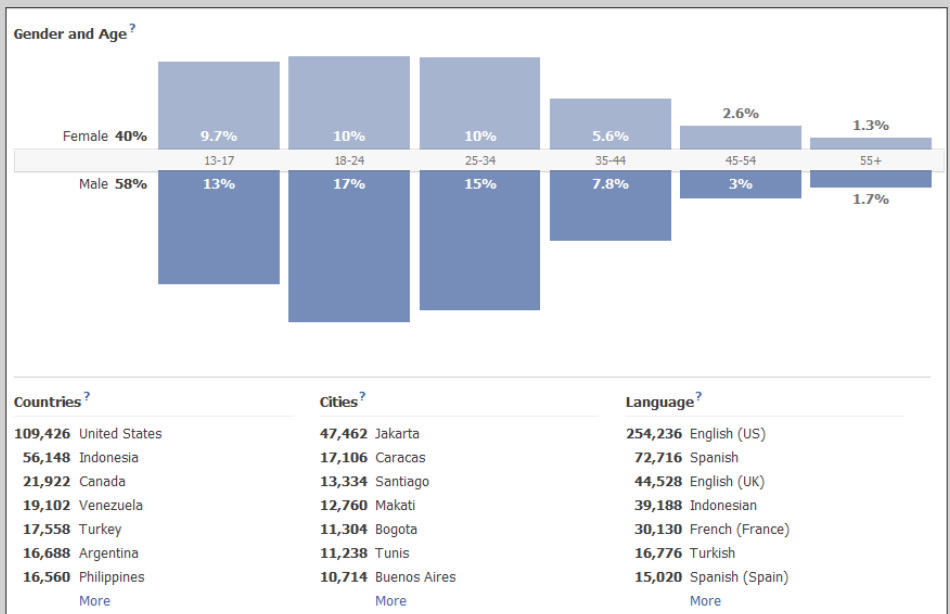 Gender and Age?
Female 40% 9.7% 10% 10% 5.6% 2.6% 1.3%
13-17 18-24 25-34 35-44 45-54 55+
Male 58% 13% 17% 15% 7.8% 3% 1.7%
Countries? Cities? Language?
109,426 United States 47,462 Jakarta 254,236 English (US)
56,148 Indonesia 17,106 Caracas 72,716 Spanish
21,922 Canada 13,334 Santiago 44,528 English (UK)
19,102 Venezuela 12,760 Makati 39,188 Indonesian
17,558 Turkey 11,304 Bogota 30,130 French (France)
16,688 Argentina 11,238 Tunis 16,776 Turkish
16,560 Philippines 10,714 Buenos Aires 15,020 Spanish (Spain)
More More More